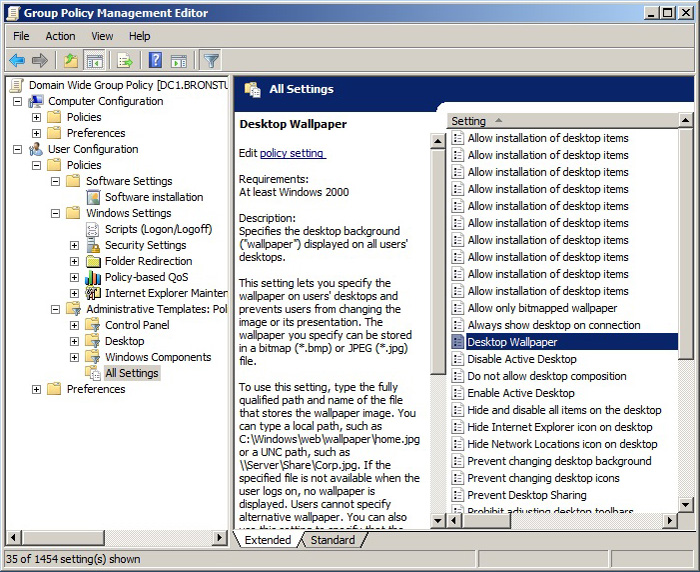 Group Policy Management Editor
File Action View Help
Domain Wide Group Policy [DC1.BRONSTU
Computer Configuration
Policies
Preferences
User Configuration
Policies
Software Settings
Software installation
Windows Settings
Scripts (Logon/Logoff)
Security Settings
Folder Redirection
Policy-based QoS
Internet Explorer Mainten
Administrative Templates: Pol
Control Panel
Desktop
Windows Components
All Settings
Preferences
All Settings
Desktop Wallpaper
Edit policy setting
Requirements:
At least Windows 2000
Description:
Specifies the desktop background
("wallpaper") displayed on all users'
desktops.
This setting lets you specify the
wallpaper on users' desktops and
prevents users from changing the
image or its presentation. The
wallpaper you specify can be stored
in a bitmap (*.bmp) or JPEG (*.jpg)
file.
To use this setting, type the fully
qualified path and name of the file
that stores the wallpaper image. You
can type a local path, such as
C:\Windows\web\wallpaper\home.jpg
or a UNC path, such as
\\Server\Share\Corp.jpg. If the
specified file is not available when the
user logs on, no wallpaper is
displayed. Users cannot specify
alternative wallpaper. You can also
use this setting to specify that the
Setting
Allow installation of desktop items
Allow installation of desktop items
Allow installation of desktop items
Allow installation of desktop items
Allow installation of desktop items
Allow installation of desktop items
Allow installation of desktop items
Allow installation of desktop items
Allow installation of desktop items
Allow installation of desktop items
Allow only bitmapped wallpaper
Always show desktop on connection
Desktop Wallpaper
Disable Active Desktop
Do not allow desktop composition
Enable Active Desktop
Hide and disable all items on the desktop
Hide Internet Explorer icon on desktop
Hide Network Locations icon on desktop
Prevent changing desktop background
Prevent changing desktop icons
Prevent Desktop Sharing
Prohibit adjusting desktop toolbars
Extended Standard
35 of 1454 setting(s) shown